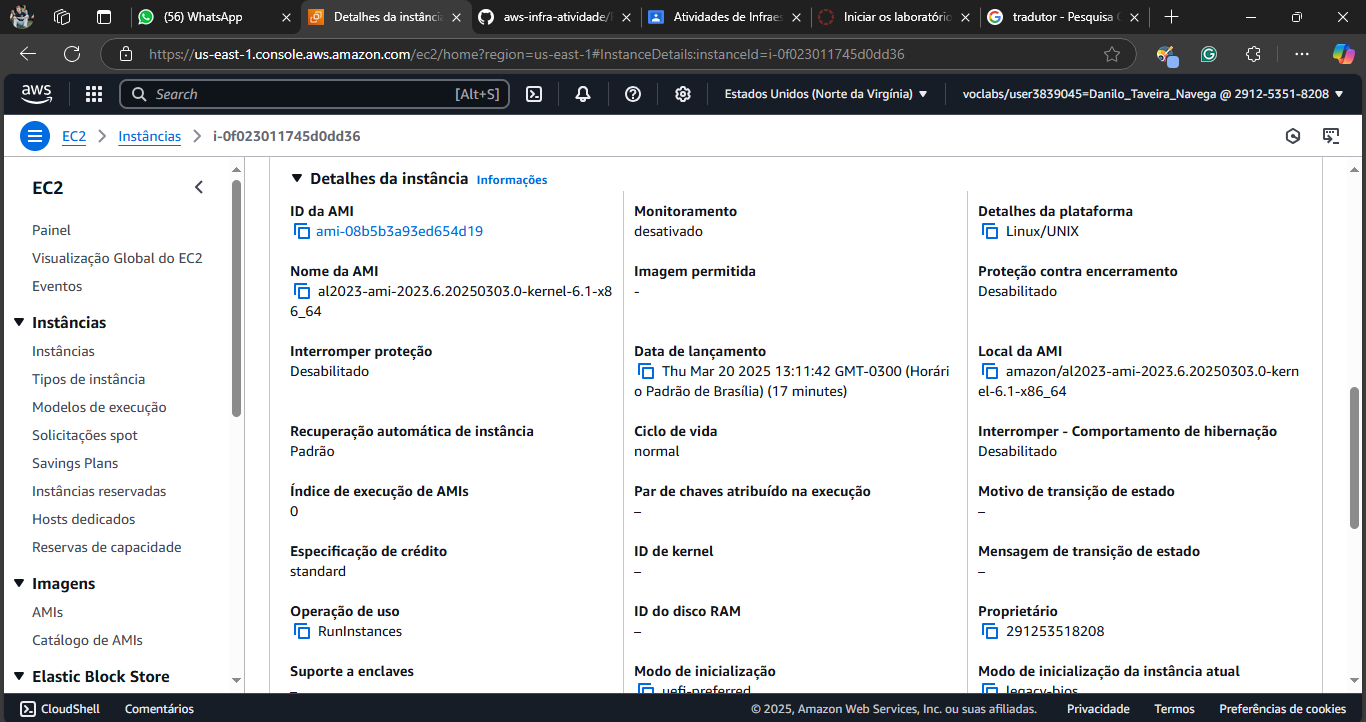 (56) WhatsApp
Detalhes da instância
aws-infra-atividade/
Atividades de Infraes
Iniciar os laboratório
tradutor - Pesquisa
https://us-east-1.console.aws.amazon.com/ec2/home?region=us-east-1#InstanceDetails:instanceId=i-0f023011745d0dd36
aws
Search
[Alt+S]
Estados Unidos (Norte da Virgínia)
voclabs/user3839045=Danilo_Taveira_Navega @ 2912-5351-8208
EC2
Instâncias
i-0f023011745d0dd36
EC2
Painel
Visualização Global do EC2
Eventos
Instâncias
Instâncias
Tipos de instância
Modelos de execução
Solicitações spot
Savings Plans
Instâncias reservadas
Hosts dedicados
Reservas de capacidade
Imagens
AMIs
Catálogo de AMIs
Elastic Block Store
Detalhes da instância Informações
ID da AMI
ami-08b5b3a93ed654d19
Monitoramento
desativado
Detalhes da plataforma
Linux/UNIX
Nome da AMI
al2023-ami-2023.6.20250303.0-kernel-6.1-x8
6_64
Imagem permitida
-
Proteção contra encerramento
Desabilitado
Interromper proteção
Desabilitado
Data de lançamento
Thu Mar 20 2025 13:11:42 GMT-0300 (Horári
o Padrão de Brasília) (17 minutes)
Local da AMI
amazon/al2023-ami-2023.6.20250303.0-kern
el-6.1-x86_64
Recuperação automática de instância
Padrão
Ciclo de vida
normal
Interromper - Comportamento de hibernação
Desabilitado
Índice de execução de AMIs
0
Par de chaves atribuído na execução
–
Motivo de transição de estado
–
Especificação de crédito
standard
ID de kernel
–
Mensagem de transição de estado
–
Operação de uso
RunInstances
ID do disco RAM
–
Proprietário
291253518208
Suporte a enclaves
–
Modo de inicialização
uefi-preferred
Modo de inicialização da instância atual
legacy-bios
CloudShell
Comentários
© 2025, Amazon Web Services, Inc. ou suas afiliadas.
Privacidade
Termos
Preferências de cookies